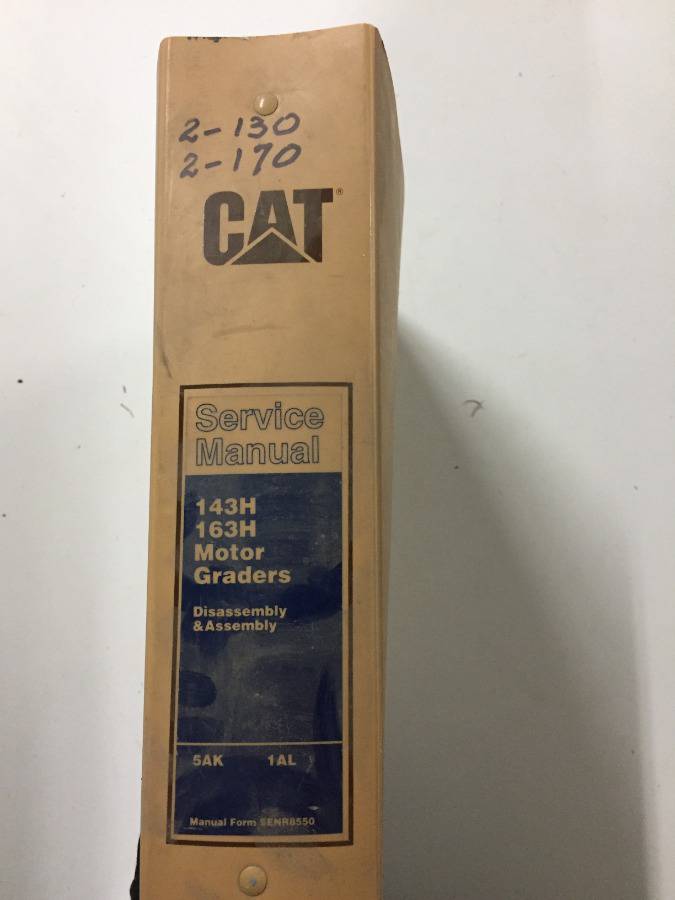 2-130
2-170
CAT®
Service
Manual
143H
163H
Motor
Graders
Disassembly
&Assembly
5AK 1AL
Manual Form SENR8550